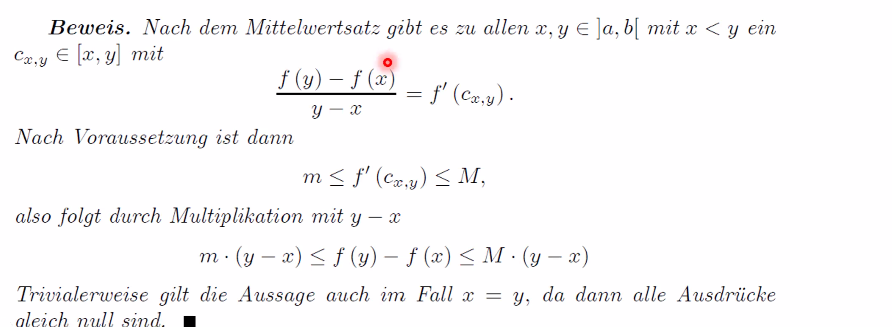 Beweis. Nach dem Mittelwertsatz gibt es zu allen x, y ∈ ]a, b[ mit x < y ein
c_{x,y} ∈ [x, y] mit
\frac{f (y) − f (x)}{y − x} = f′ (c_{x,y}) .
Nach Voraussetzung ist dann
m ≤ f′ (c_{x,y}) ≤ M,
also folgt durch Multiplikation mit y − x
m · (y − x) ≤ f (y) − f (x) ≤ M · (y − x)
Trivialerweise gilt die Aussage auch im Fall x = y, da dann alle Ausdrücke
gleich null sind. ■